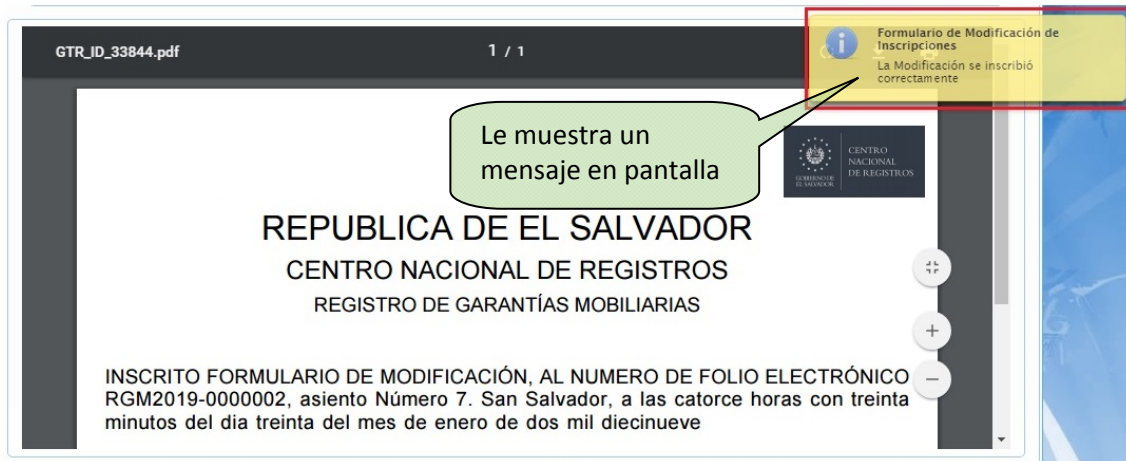 GTR_ID_33844.pdf
1 / 1
Formulario de Modificación de
Inscripciones
La Modificación se inscribió
correctamente
Le muestra un
mensaje en pantalla
GOBIERNO DE
EL SALVADOR
CENTRO
NACIONAL
DE REGISTROS
REPUBLICA DE EL SALVADOR
CENTRO NACIONAL DE REGISTROS
REGISTRO DE GARANTÍAS MOBILIARIAS
INSCRITO FORMULARIO DE MODIFICACIÓN, AL NUMERO DE FOLIO ELECTRÓNICO
RGM2019-0000002, asiento Número 7. San Salvador, a las catorce horas con treinta
minutos del dia treinta del mes de enero de dos mil diecinueve